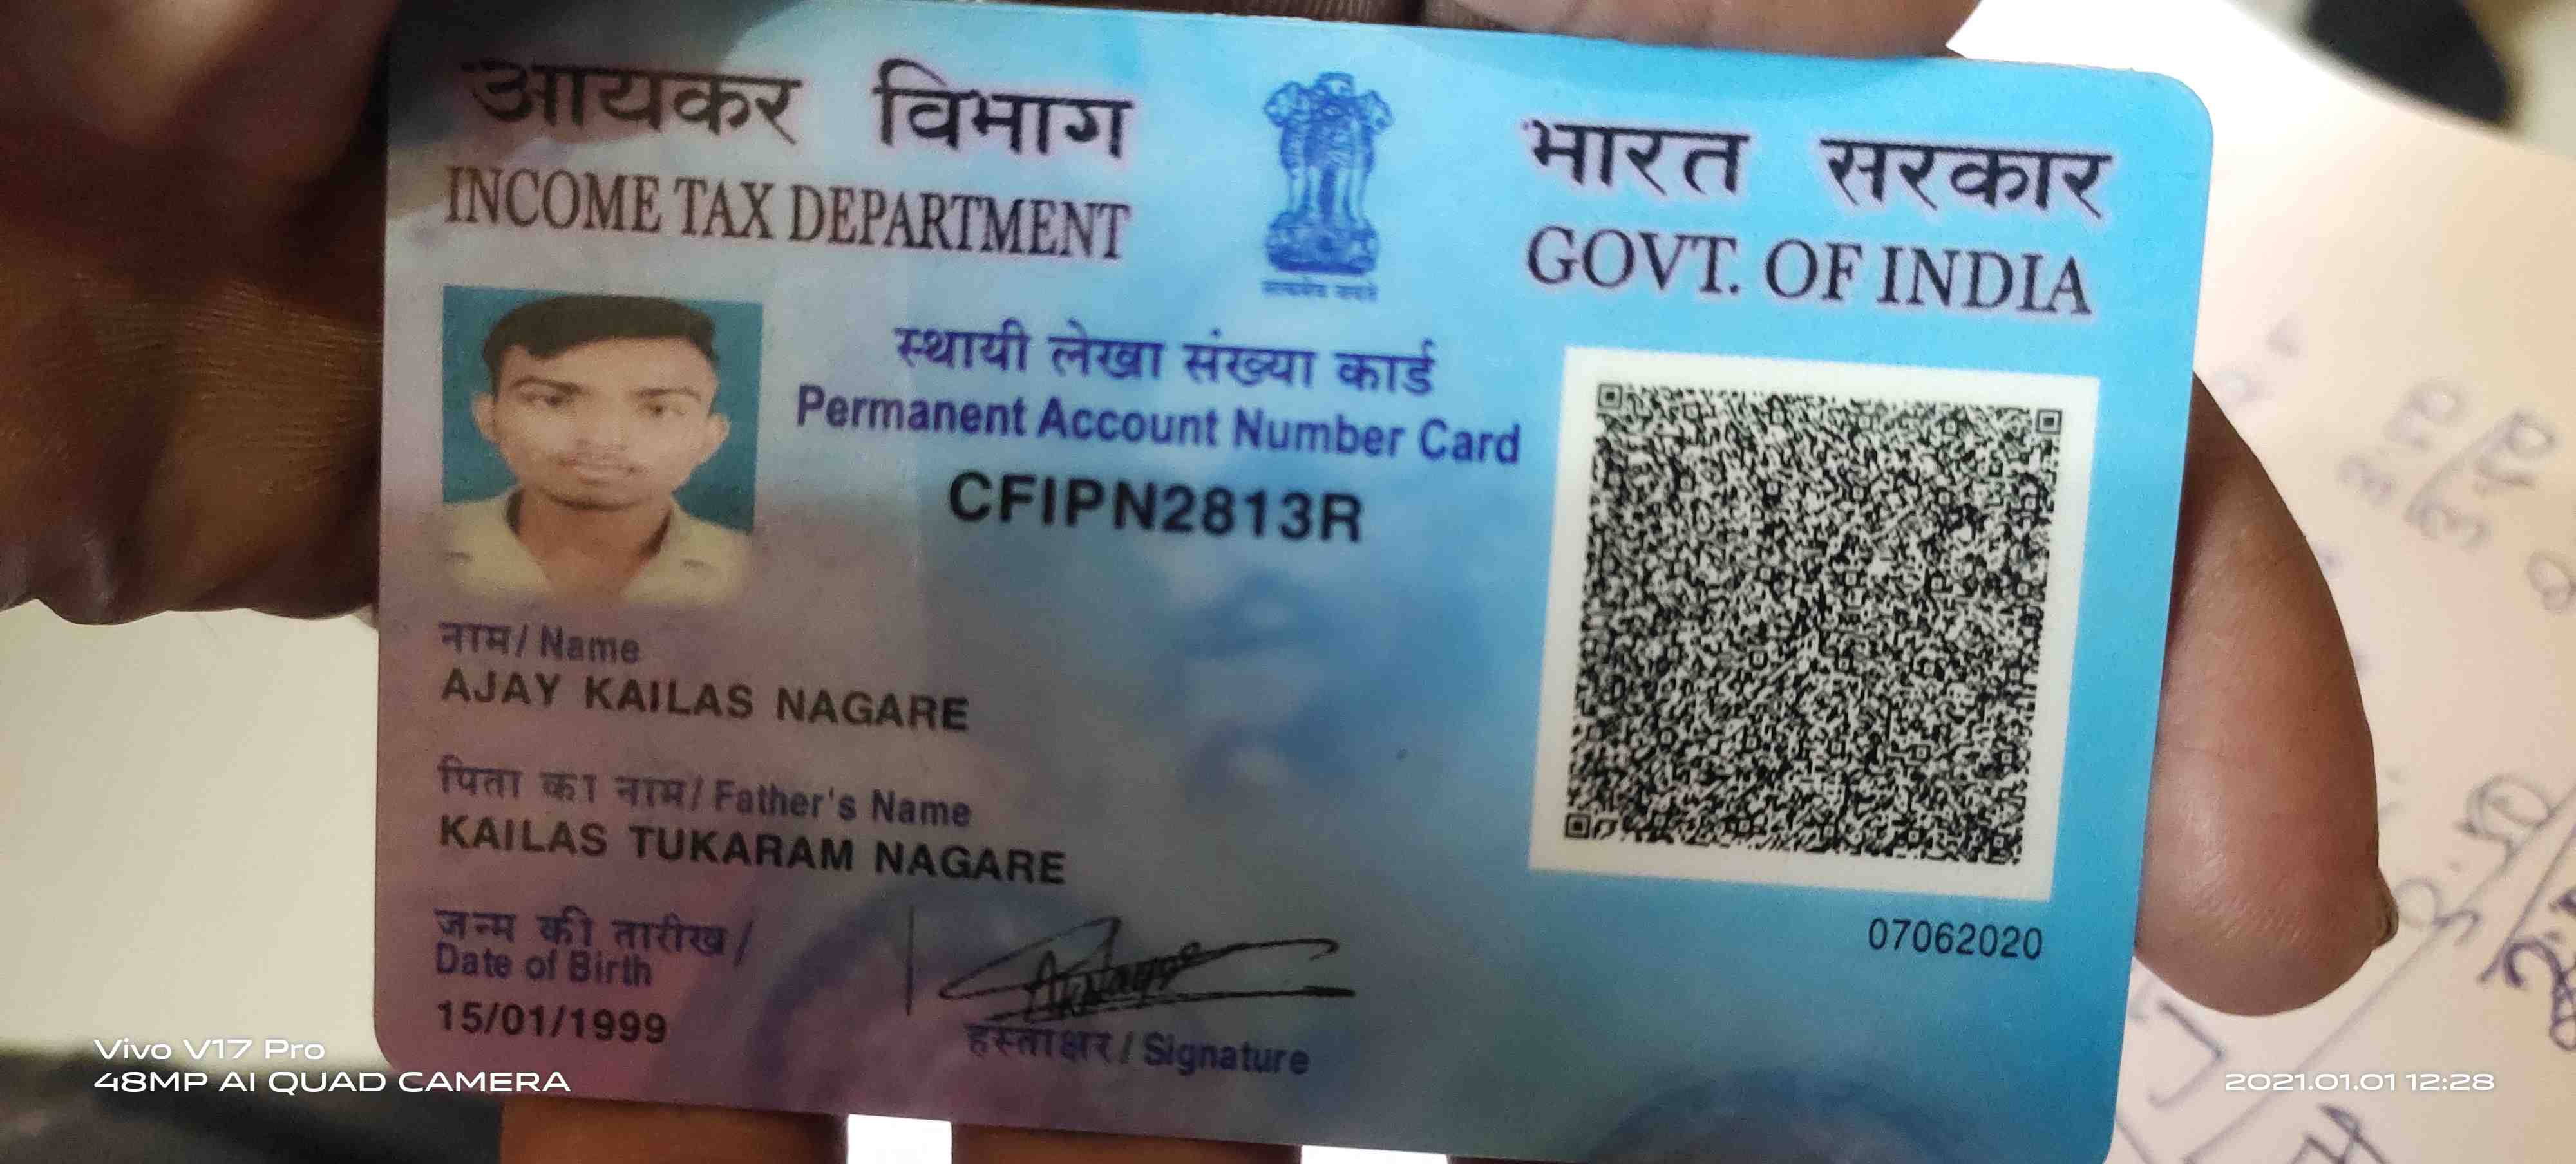 आयकर विभाग
INCOME TAX DEPARTMENT
भारत सरकार
GOVT. OF INDIA
सत्यमेव जयते
स्थायी लेखा संख्या कार्ड
Permanent Account Number Card
CFIPN2813R
नाम/ Name
AJAY KAILAS NAGARE
पिता का नाम/ Father's Name
KAILAS TUKARAM NAGARE
जन्म की तारीख/
Date of Birth
15/01/1999
हस्ताक्षर/ Signature
07062020
Vivo V17 Pro
48MP AI QUAD CAMERA
2021.01.01 12:28